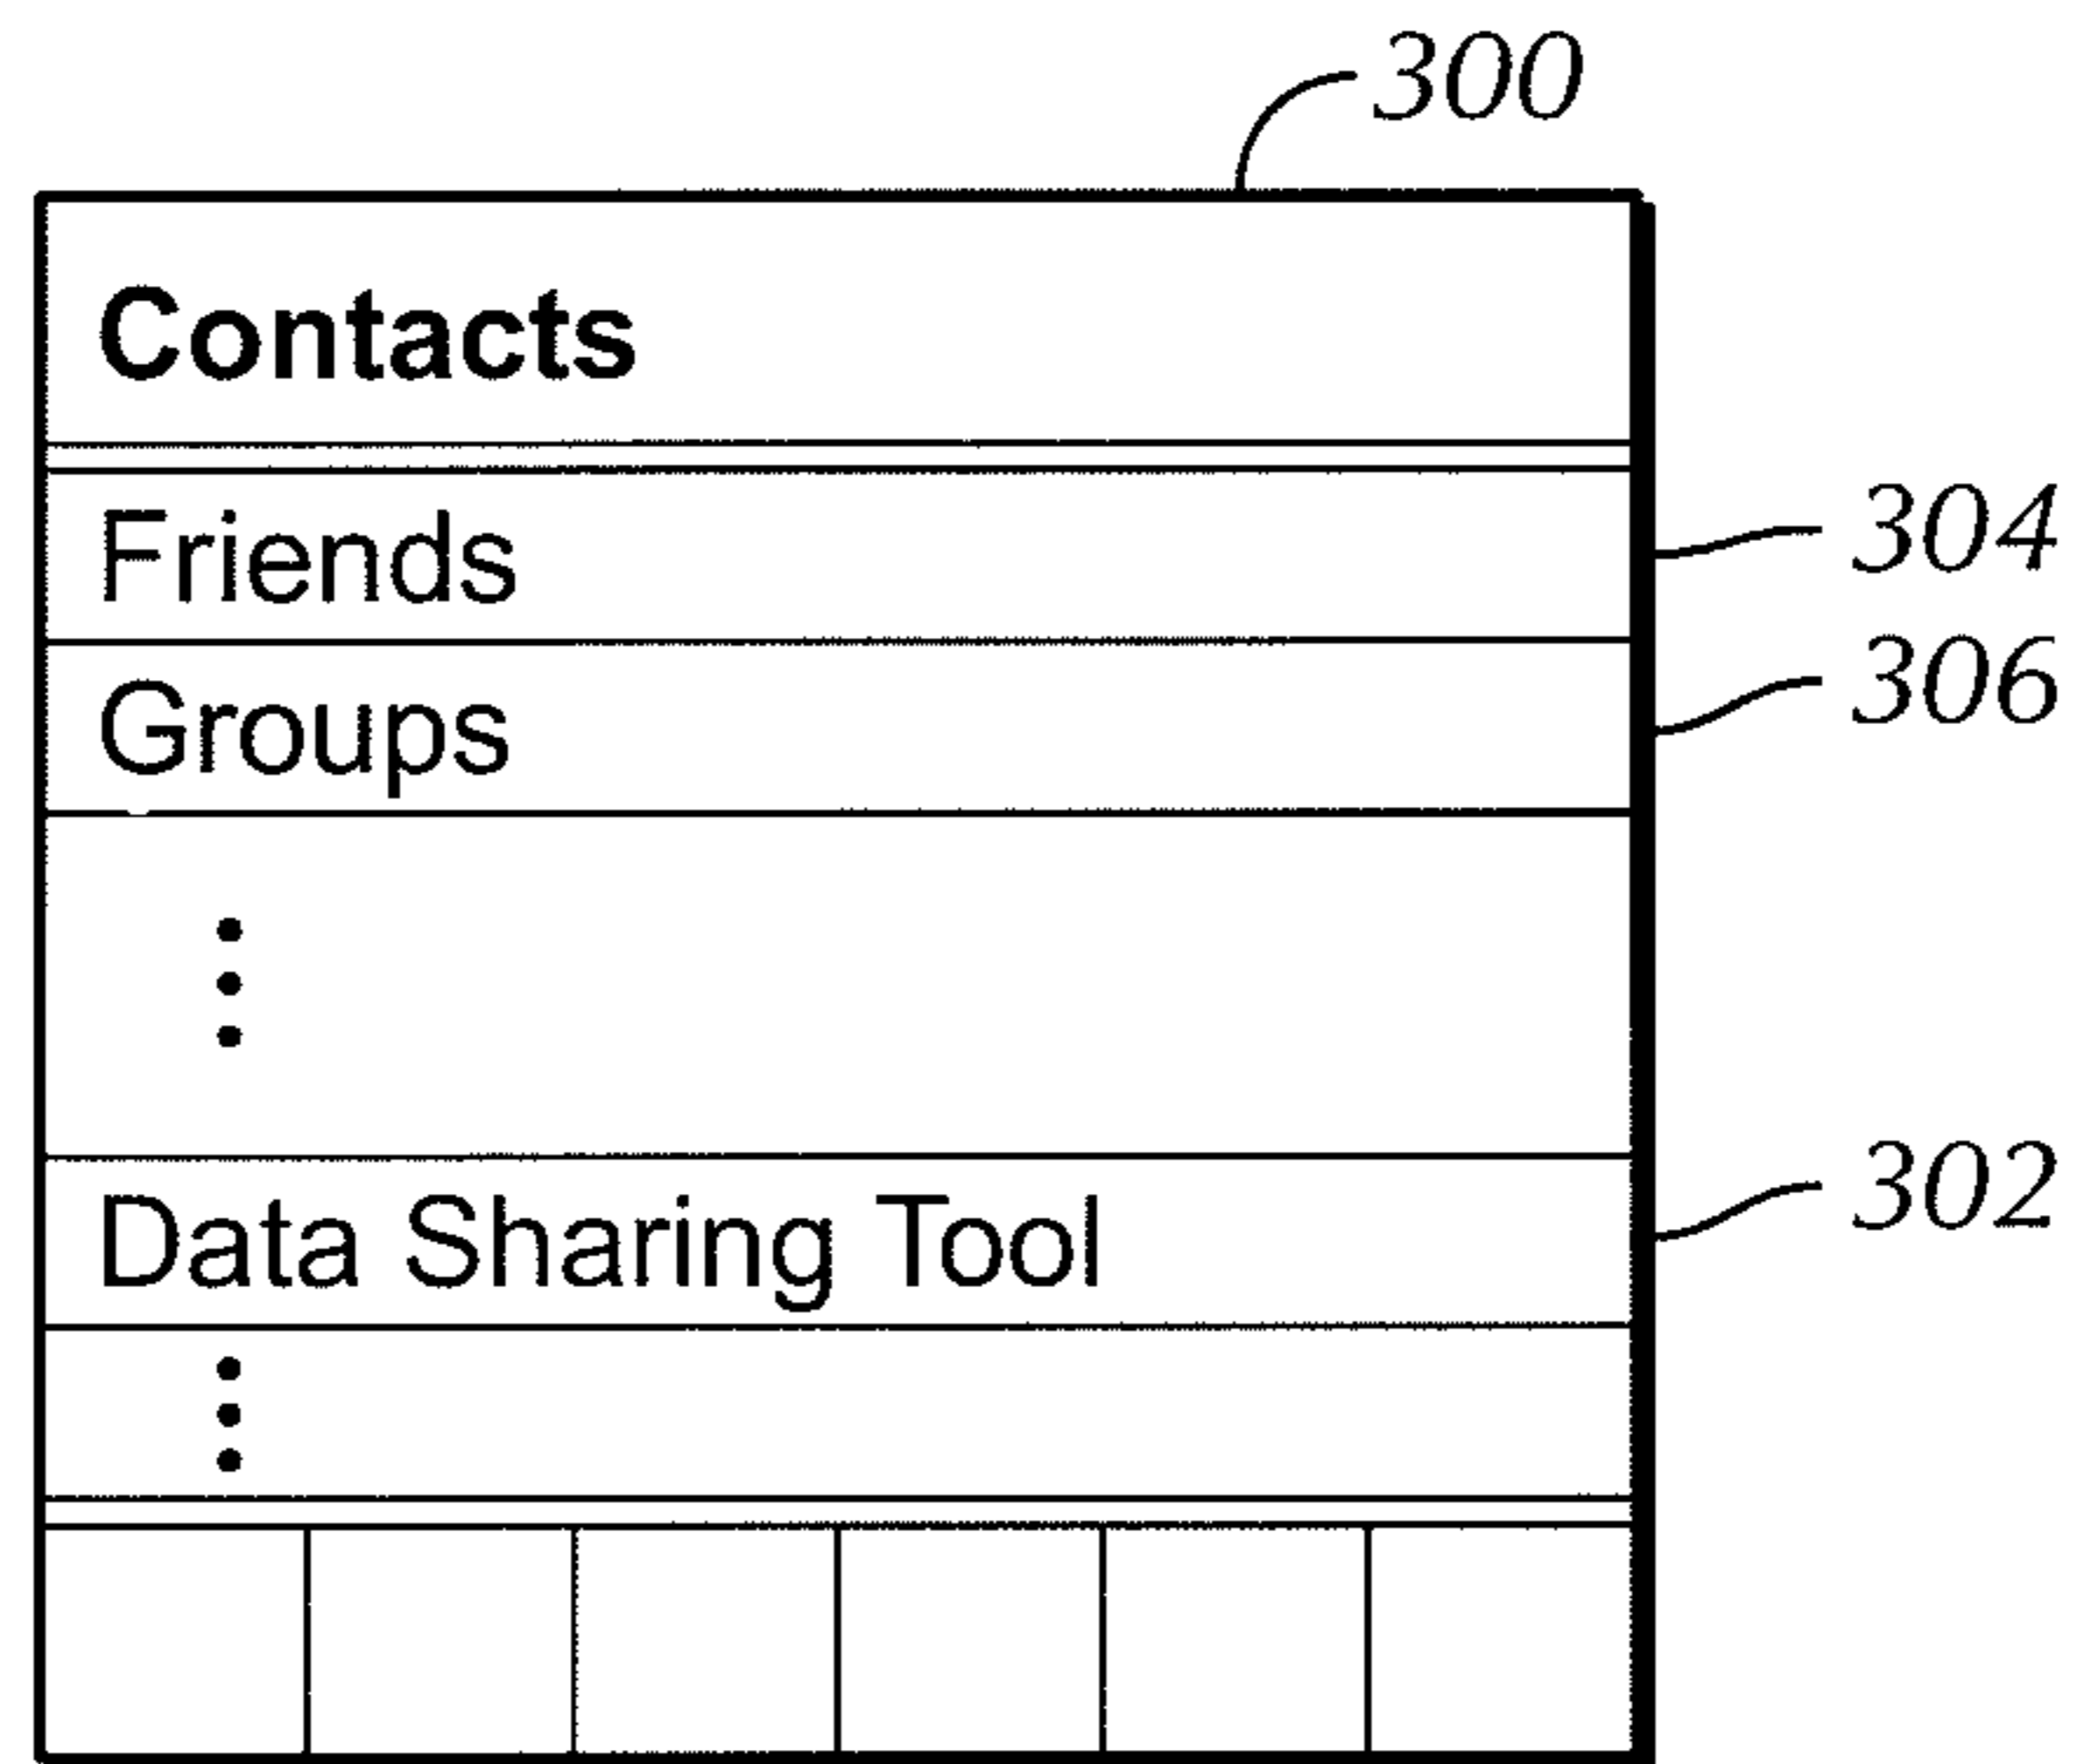 300
Contacts
Friends
304
Groups
306
Data Sharing Tool
302